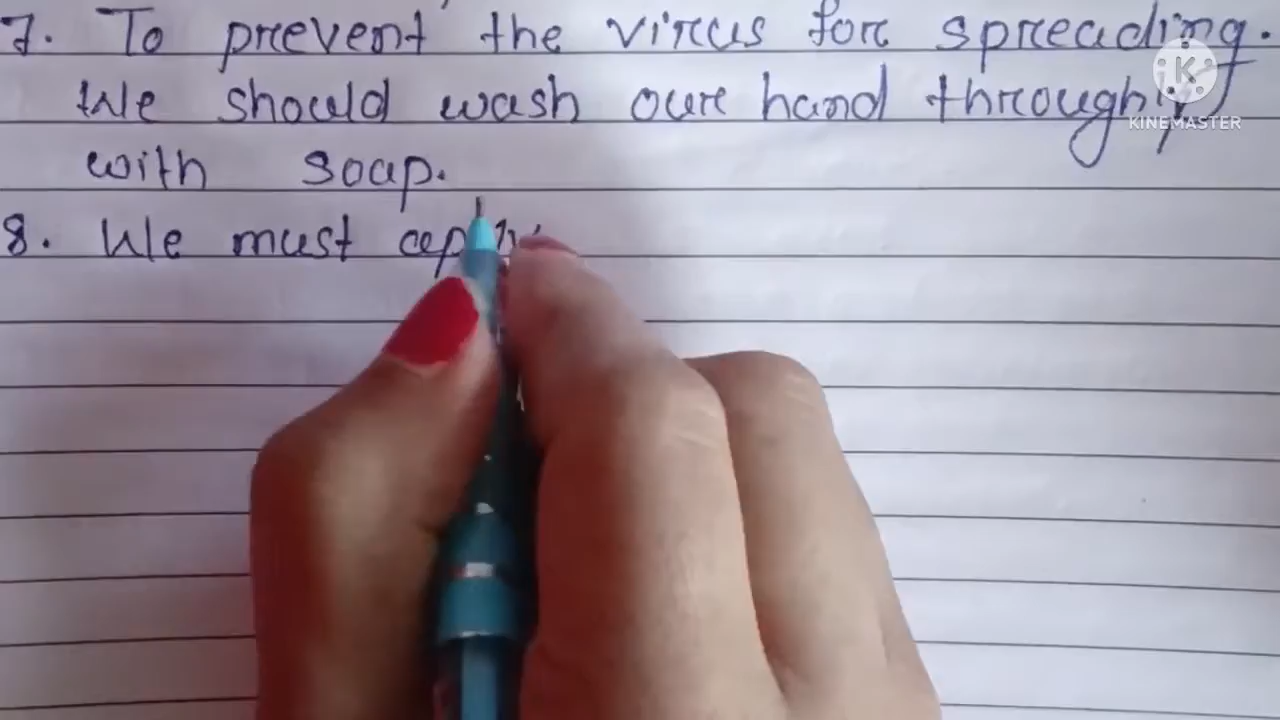 7. To prevent the virus for spreading.
We should wash our hand throughly
with soap.
8. We must apply
K
KINEMASTER